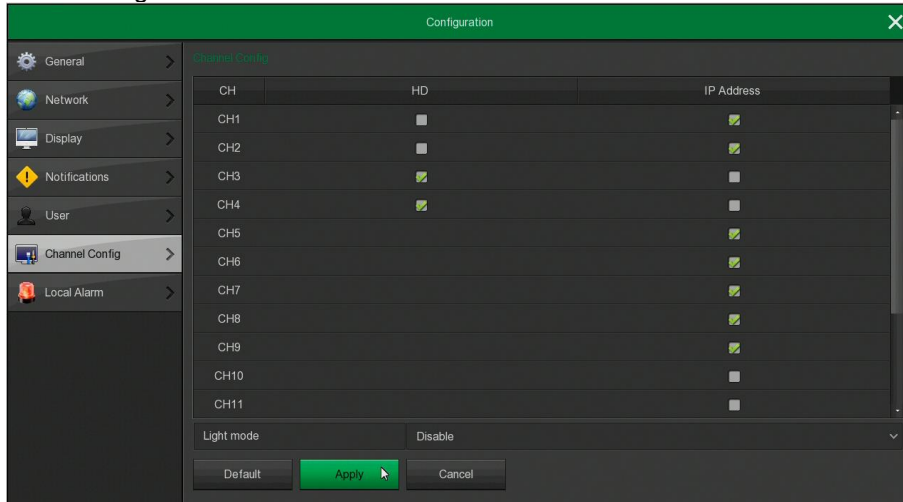 Configuration
General
Network
Display
Notifications
User
Channel Config
Local Alarm
Channel Config
CH HD IP Address
CH1
CH2
CH3
CH4
CH5
CH6
CH7
CH8
CH9
CH10
CH11
Light mode Disable
Default Apply Cancel